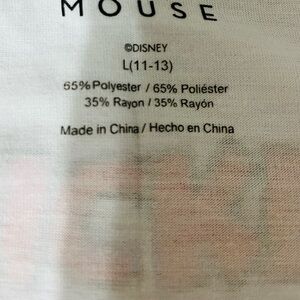 MOUSE
©DISNEY
L(11-13)
65% Polyester / 65% Poliéster
35% Rayon / 35% Rayón
Made in China / Hecho en China